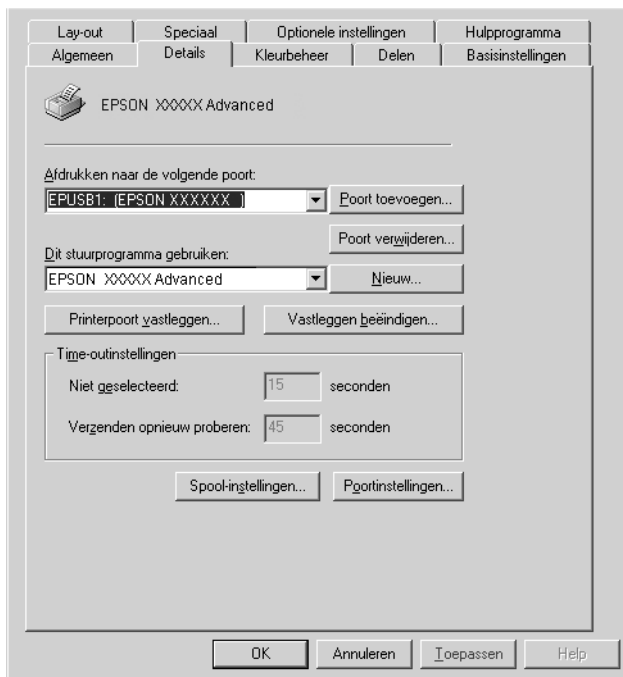 Lay-out Speciaal Optionele instellingen Hulpprogramma
Algemeen Details Kleurbeheer Delen Basisinstellingen
EPSON XXXXX Advanced
Afdrukken naar de volgende poort:
EPUSB1: (EPSON XXXXXX ) Poort toevoegen...
Poort verwijderen...
Dit stuurprogramma gebruiken:
EPSON XXXXX Advanced Nieuw...
Printerpoort vastleggen... Vastleggen beëindigen...
Time-outinstellingen
Niet geselecteerd: 15 seconden
Verzenden opnieuw proberen: 45 seconden
Spool-instellingen... Poortinstellingen...
OK Annuleren Toepassen Help